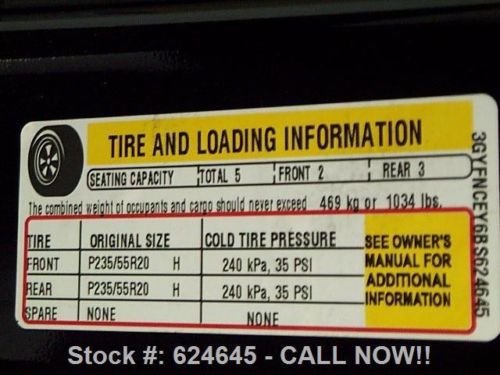 TIRE AND LOADING INFORMATION
SEATING CAPACITY TOTAL 5 FRONT 2 REAR 3
The combined weight of occupants and cargo should never exceed 469 kg or 1034 lbs.
TIRE ORIGINAL SIZE COLD TIRE PRESSURE
FRONT P235/55R20 H 240 kPa, 35 PSI
REAR P235/55R20 H 240 kPa, 35 PSI
SPARE NONE NONE
SEE OWNER'S
MANUAL FOR
ADDITIONAL
INFORMATION
3GYFNCEY6BS624645
Stock #: 624645 - CALL NOW!!